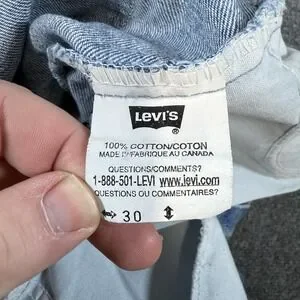 LEVI'S
®
100% COTTON/COTON
MADE IN/FABRIQUE AU CANADA
QUESTIONS/COMMENTS?
1-888-501-LEVI www.levi.com
QUESTIONS OU COMMENTAIRES?
30